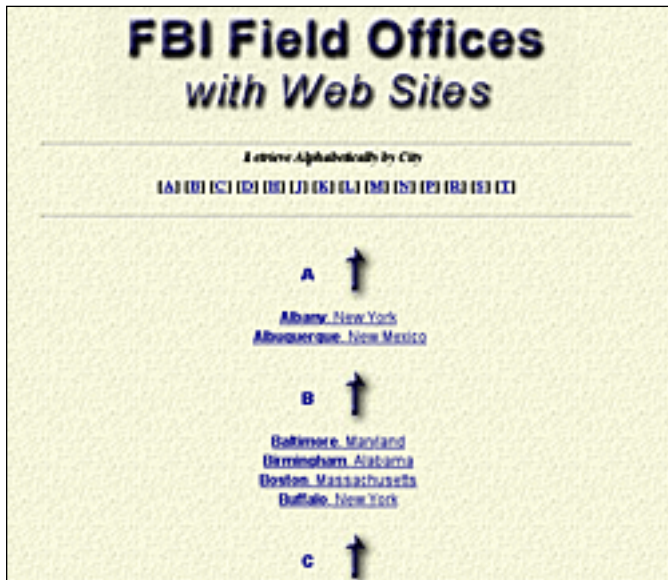 FBI Field Offices
with Web Sites
Retrieve Alphabetically by City
[A] [B] [C] [D] [H] [J] [K] [L] [M] [N] [P] [R] [S] [T]
A
Albany, New York
Albuquerque, New Mexico
B
Baltimore, Maryland
Birmingham, Alabama
Boston, Massachusetts
Buffalo, New York
C